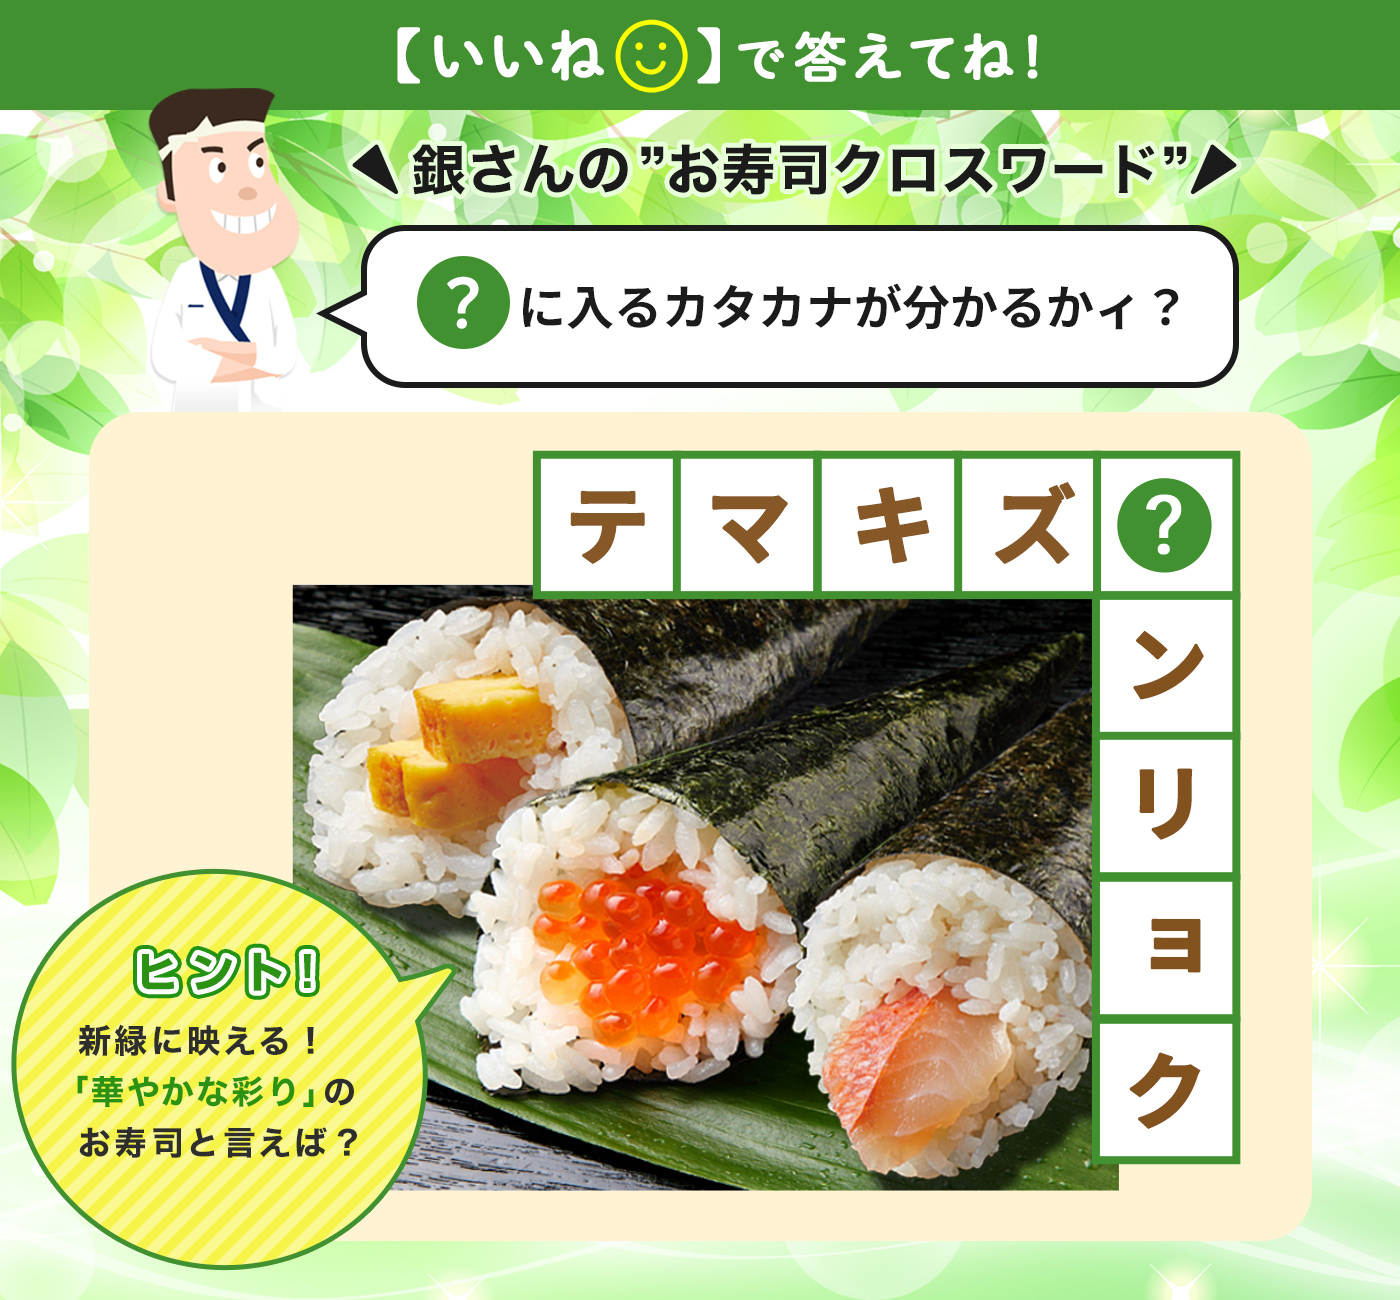 【いいね】で答えてね!
銀さんの”お寿司クロスワード”
?に入るカタカナが分かるかィ？
テマキズ?
ン
リ
ョ
ク
ヒント!
新緑に映える！
「華やかな彩り」の
お寿司と言えば？